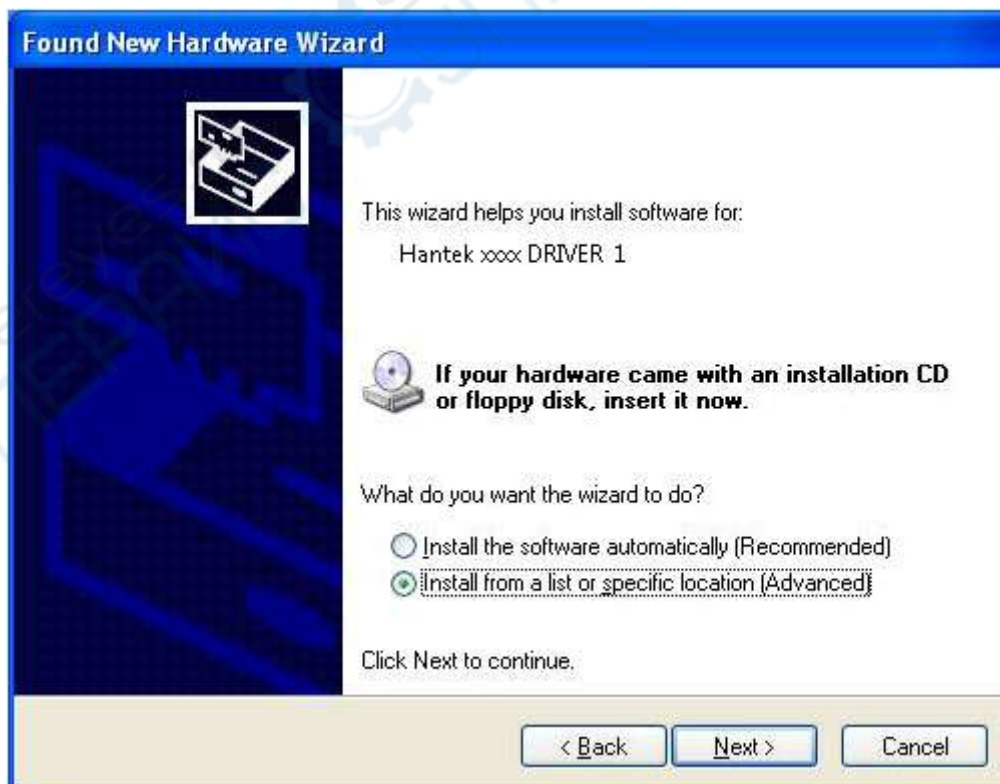 Found New Hardware Wizard
This wizard helps you install software for:
Hantek xxxx DRIVER 1
If your hardware came with an installation CD
or floppy disk, insert it now.
What do you want the wizard to do?
Install the software automatically (Recommended)
Install from a list or specific location (Advanced)
Click Next to continue.
< Back
Next >
Cancel